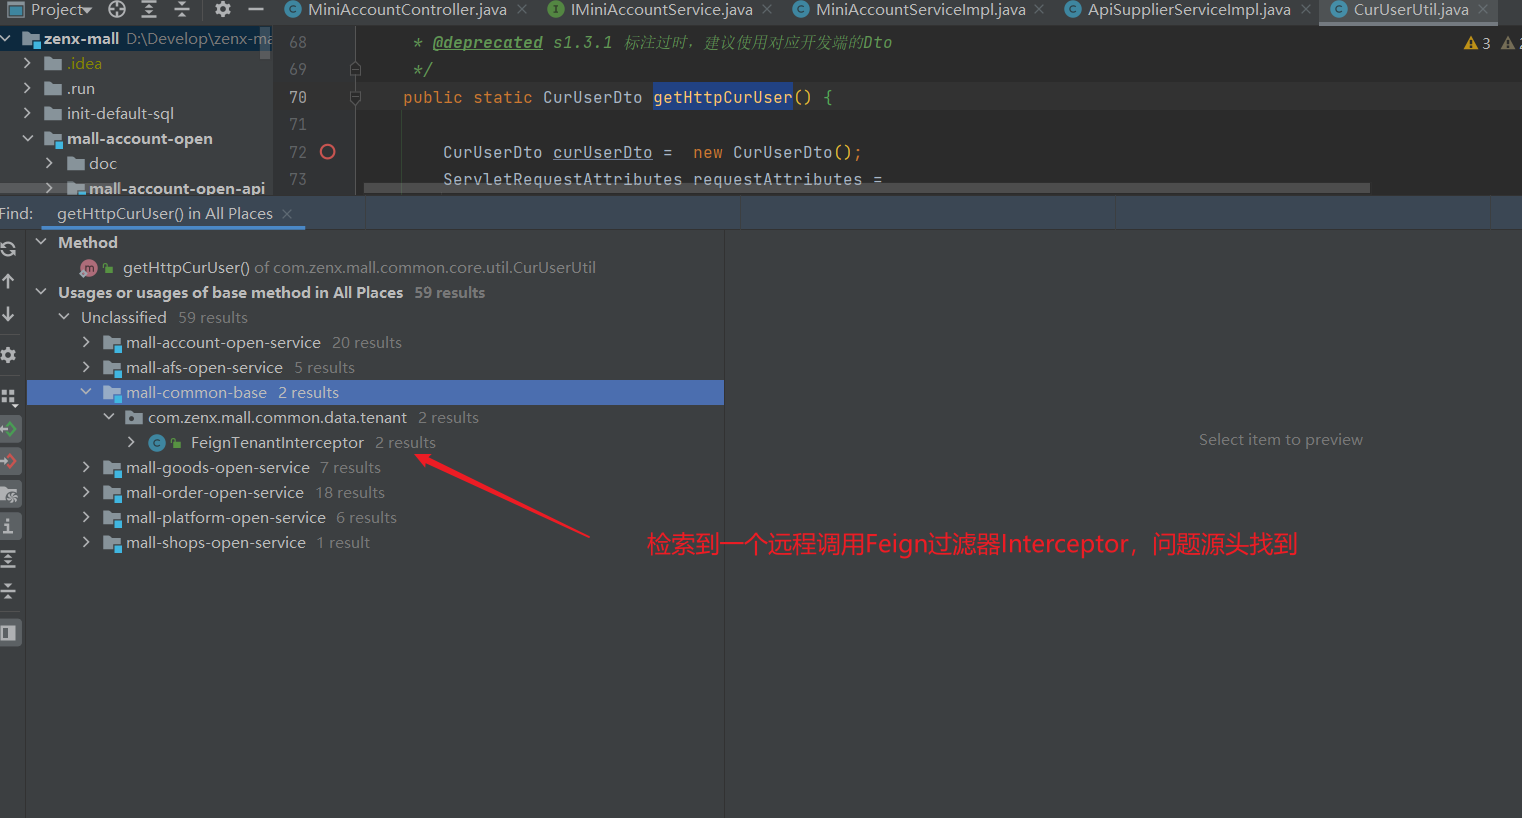 Project
MiniAccountController.java
IMiniAccountService.java
MiniAccountServiceImpl.java
ApiSupplierServiceImpl.java
CurUserUtil.java
zenx-mall D:\Develop\zenx-ma
.idea
.run
init-default-sql
mall-account-open
doc
mall-account-open-api
68 * @deprecated s1.3.1 标注过时，建议使用对应开发端的Dto
3
2
69 */
70 public static CurUserDto getHttpCurUser() {
71
72 CurUserDto curUserDto = new CurUserDto();
73 ServletRequestAttributes requestAttributes =
Find: getHttpCurUser() in All Places
Method
m getHttpCurUser() of com.zenx.mall.common.core.util.CurUserUtil
Usages or usages of base method in All Places 59 results
Unclassified 59 results
mall-account-open-service 20 results
mall-afs-open-service 5 results
mall-common-base 2 results
com.zenx.mall.common.data.tenant 2 results
C FeignTenantInterceptor 2 results
mall-goods-open-service 7 results
mall-order-open-service 18 results
mall-platform-open-service 6 results
mall-shops-open-service 1 result
Select item to preview
检索到一个远程调用Feign过滤器Interceptor，问题源头找到